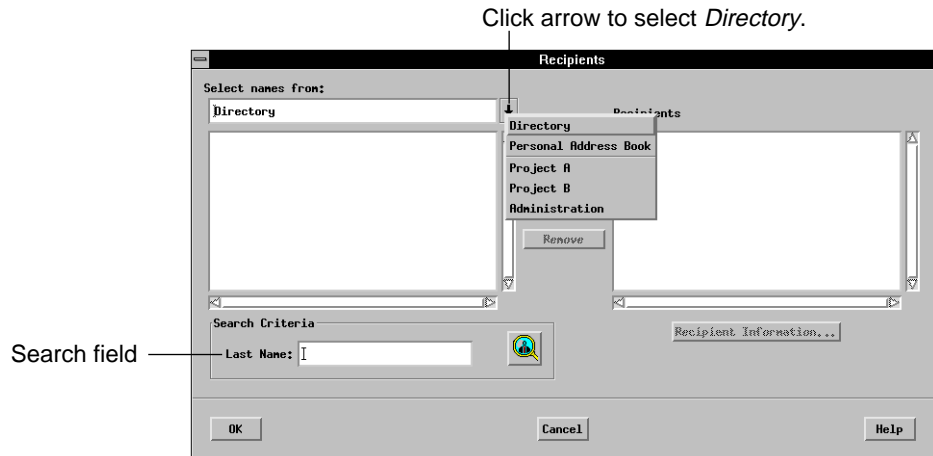 Click arrow to select Directory.
Recipients
Select names from:
Directory
Recipients
Directory
Personal Address Book
Project A
Project B
Administration
Remove
Search Criteria
Recipient Information...
Search field
Last Name:
OK
Cancel
Help